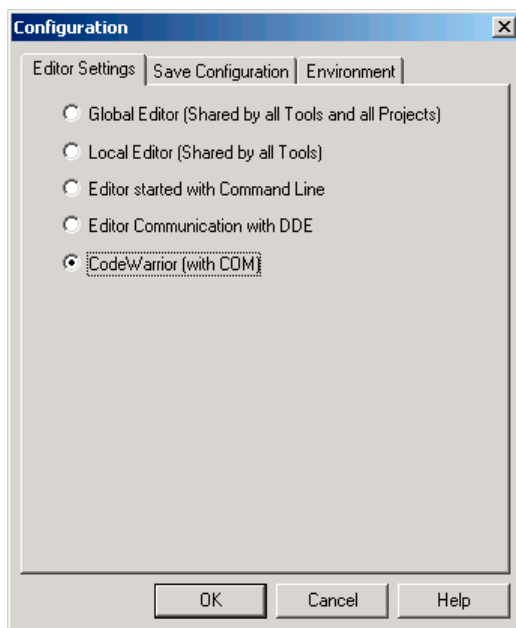 Configuration
Editor Settings Save Configuration Environment
Global Editor (Shared by all Tools and all Projects)
Local Editor (Shared by all Tools)
Editor started with Command Line
Editor Communication with DDE
CodeWarrior (with COM)
OK Cancel Help